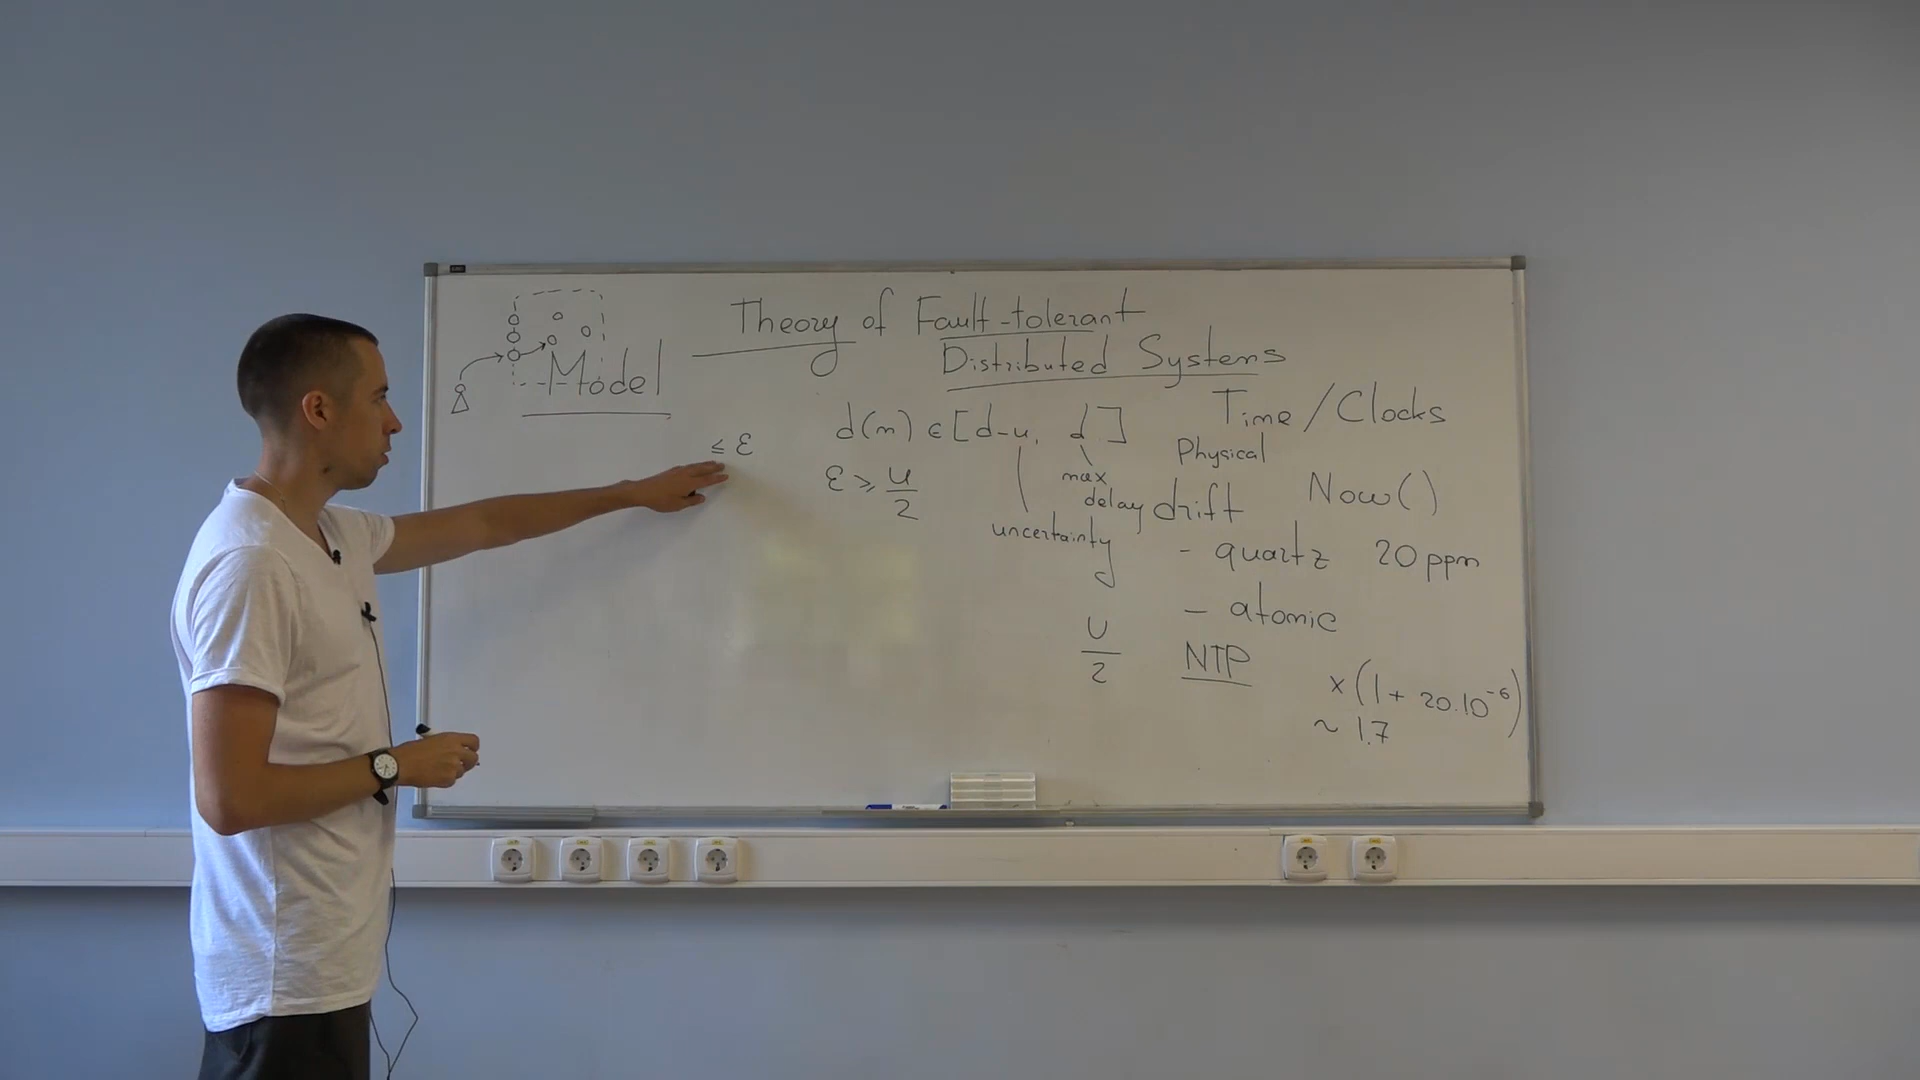 Theory of Fault-tolerant
Distributed Systems
Model
Time / Clocks
d(m) ∈ [d-u, d]
≤ ε
Physical
max
delay
ε ⩾ u/2
drift
Now()
uncertainty
- quartz 20 ppm
- atomic
U/2
NTP
x (1 + 20.10⁻⁶)
~ 1.7